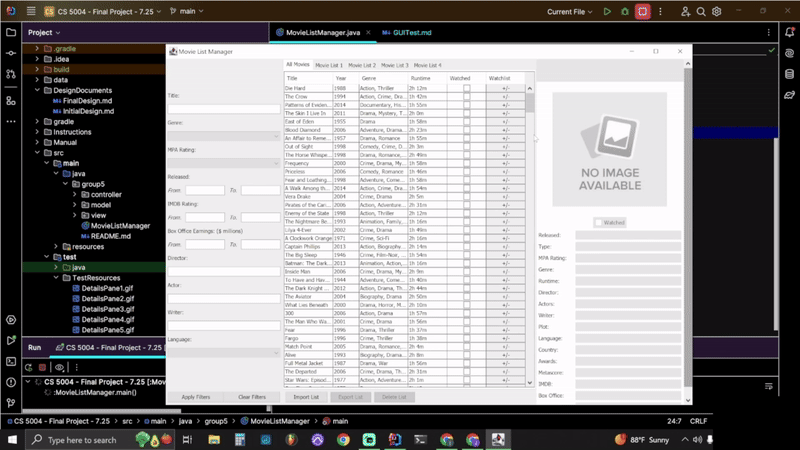 CS CS 5004 - Final Project - 7.25
main
Current File
Project
MovieListManager.java
GUITest.md
.gradle
.idea
build
data
DesignDocuments
FinalDesign.md
InitialDesign.md
gradle
Instructions
Manual
src
main
java
group5
controller
model
view
MovieListManager
README.md
resources
test
java
TestResources
DetailsPane1.gif
DetailsPane2.gif
DetailsPane3.gif
DetailsPane4.gif
DetailsPane5.gif
Movie List Manager
Title:
Genre:
MPA Rating:
Released:
From: To:
IMDB Rating:
From: To:
Box Office Earnings: ($ millions)
From: To:
Director:
Actor:
Writer:
Language:
Apply Filters Clear Filters
All Movies Movie List 1 Movie List 2 Movie List 3 Movie List 4
Title Year Genre Runtime Watched Watchlist
Die Hard 1988 Action, Thriller 2h 12m +/-
The Crow 1994 Action, Crime, ... 1h 42m +/-
Patterns of Eviden... 2014 Documentary, His... 1h 55m +/-
The Skin I Live In 2011 Drama, Mystery, T... 2h 0m +/-
East of Eden 1955 Drama 1h 58m +/-
Blood Diamond 2006 Adventure, Drama... 2h 23m +/-
An Affair to Reme... 1957 Drama, Romance 1h 55m +/-
Out of Sight 1998 Comedy, Crime, D... 2h 3m +/-
The Horse Whispe... 1998 Drama, Romance,... 2h 49m +/-
Frequency 2000 Crime, Drama, My... 1h 58m +/-
Priceless 2006 Comedy, Romance 1h 46m +/-
Fear and Loathing... 1998 Adventure, Come... 1h 58m +/-
A Walk Among th... 2014 Action, Crime, Dra... 1h 54m +/-
Vera Drake 2004 Crime, Drama 2h 5m +/-
Pirates of the Cari... 2006 Action, Adventure... 2h 31m +/-
Enemy of the State 1998 Action, Thriller 2h 12m +/-
The Nightmare Be... 1993 Animation, Family... 1h 16m +/-
Lilya 4-Ever 2002 Crime, Drama 1h 49m +/-
A Clockwork Orange 1971 Crime, Sci-Fi 2h 16m +/-
Captain Phillips 2013 Action, Biography... 2h 14m +/-
The Big Sleep 1946 Crime, Film-Noir, ... 1h 54m +/-
Batman: The Dark... 2013 Animation, Action,... 1h 16m +/-
Inside Man 2006 Crime, Drama, My... 2h 9m +/-
To Have and Hav... 1944 Adventure, Come... 1h 40m +/-
The Dark Knight ... 2012 Action, Drama, Th... 2h 44m +/-
The Aviator 2004 Biography, Drama 2h 50m +/-
What Lies Beneath 2000 Drama, Horror, M... 2h 10m +/-
300 2006 Action, Drama 1h 57m +/-
The Man Who Wa... 2001 Crime, Drama 1h 56m +/-
Fear 1996 Drama, Thriller 1h 37m +/-
Fargo 1996 Crime, Thriller 1h 38m +/-
Match Point 2005 Drama, Romance,... 2h 4m +/-
Alive 1993 Biography, Drama... 2h 0m +/-
Full Metal Jacket 1987 Drama, War 1h 56m +/-
The Departed 2006 Crime, Drama, Th... 2h 31m +/-
Star Wars: Episod... 1977 Action, Adventure... 2h 1m +/-
Import List Export List Delete List
NO IMAGE
AVAILABLE
Watched
Released:
Type:
MPA Rating:
Genre:
Runtime:
Director:
Actors:
Writer:
Plot:
Language:
Country:
Awards:
Metascore:
IMDB:
Box Office:
Run CS 5004 - Final Project - 7.25
CS 5004 - Final Project - 7.25 [:Mov
:MovieListManager.main()
CS 5004 - Final Project - 7.25 > src > main > java > group5 > MovieListManager > main
24:7 CRLF
Type here to search
88°F Sunny